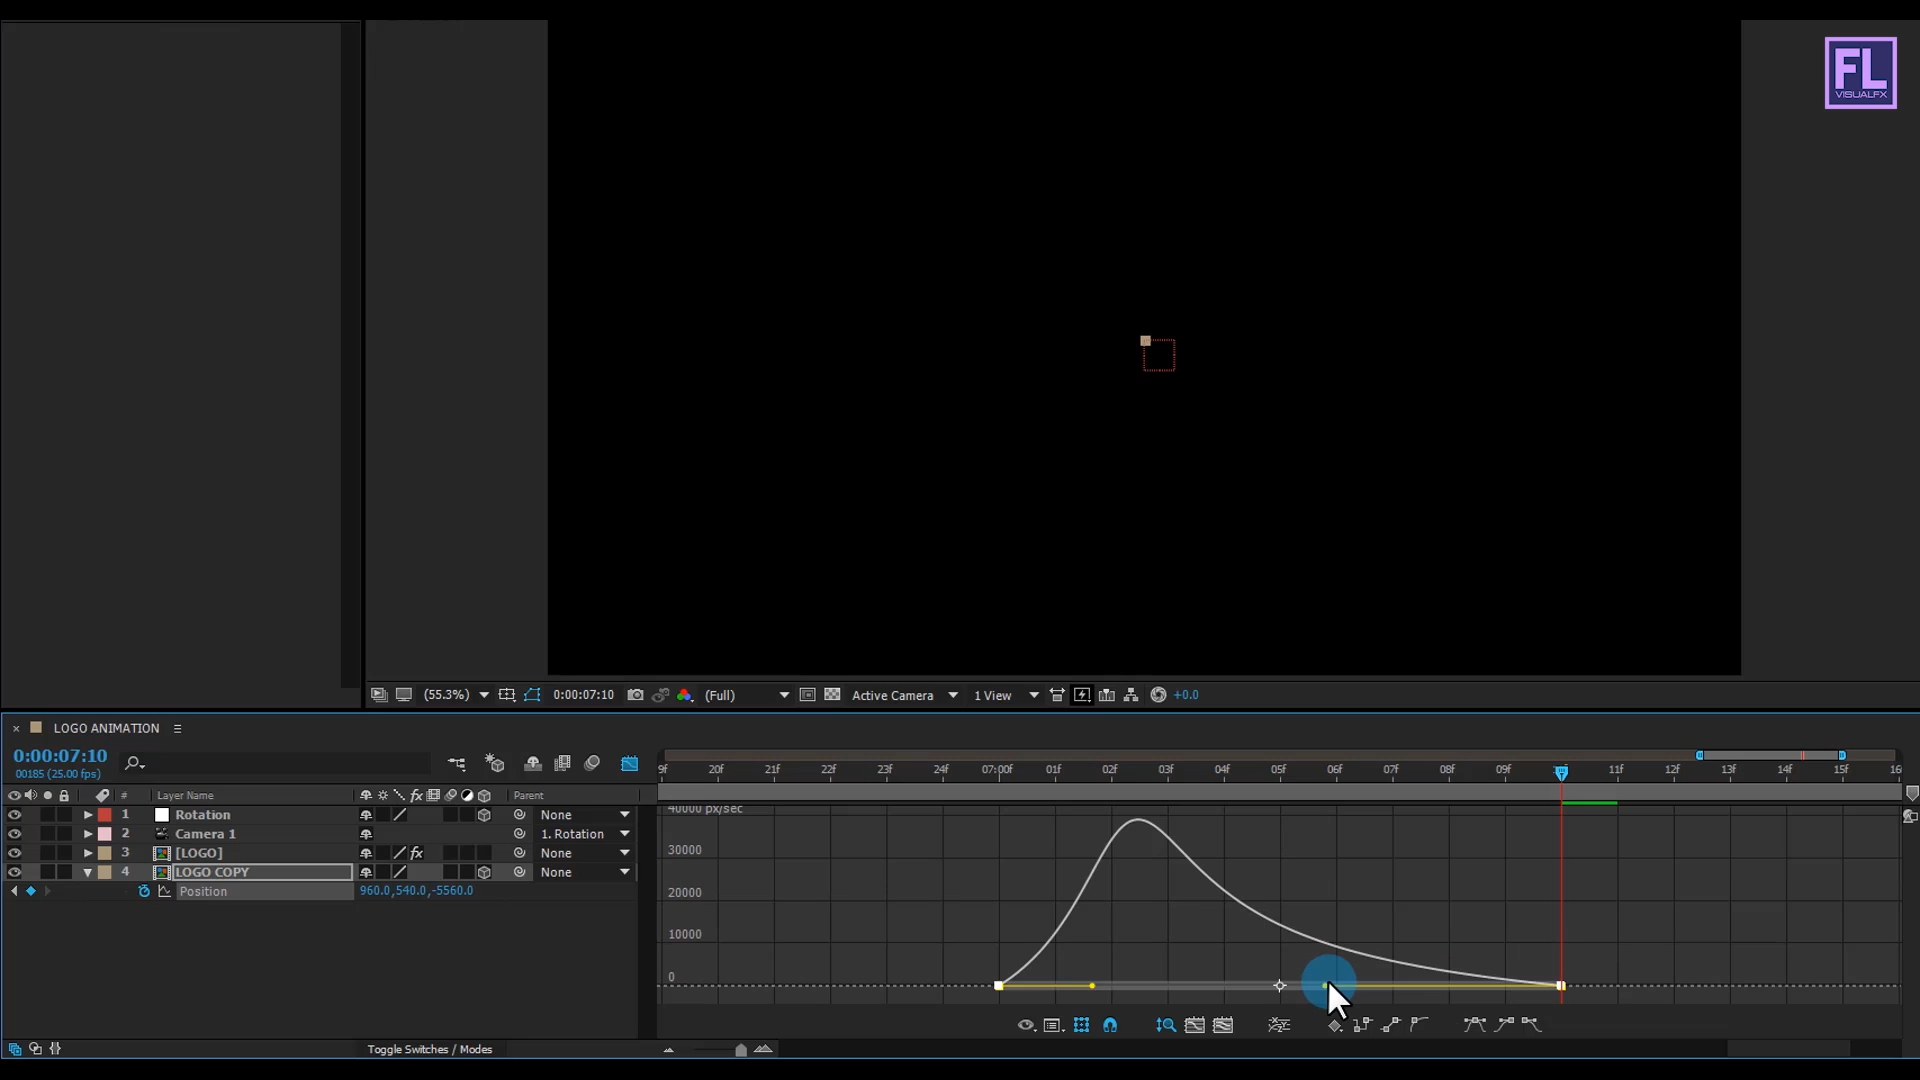 FL
VISUALFX
(55.3%) 0:00:07:10 (Full) Active Camera 1 View +0.0
LOGO ANIMATION
0:00:07:10
00185 (25.00 fps)
9f 20f 21f 22f 23f 24f 07:00f 01f 02f 03f 04f 05f 06f 07f 08f 09f 11f 12f 13f 14f 15f 16
# Layer Name fx Parent
1 Rotation None
2 Camera 1 1. Rotation
3 [LOGO] fx None
4 LOGO COPY None
Position 960.0,540.0,-5560.0
40000 px/sec
30000
20000
10000
0
Toggle Switches / Modes